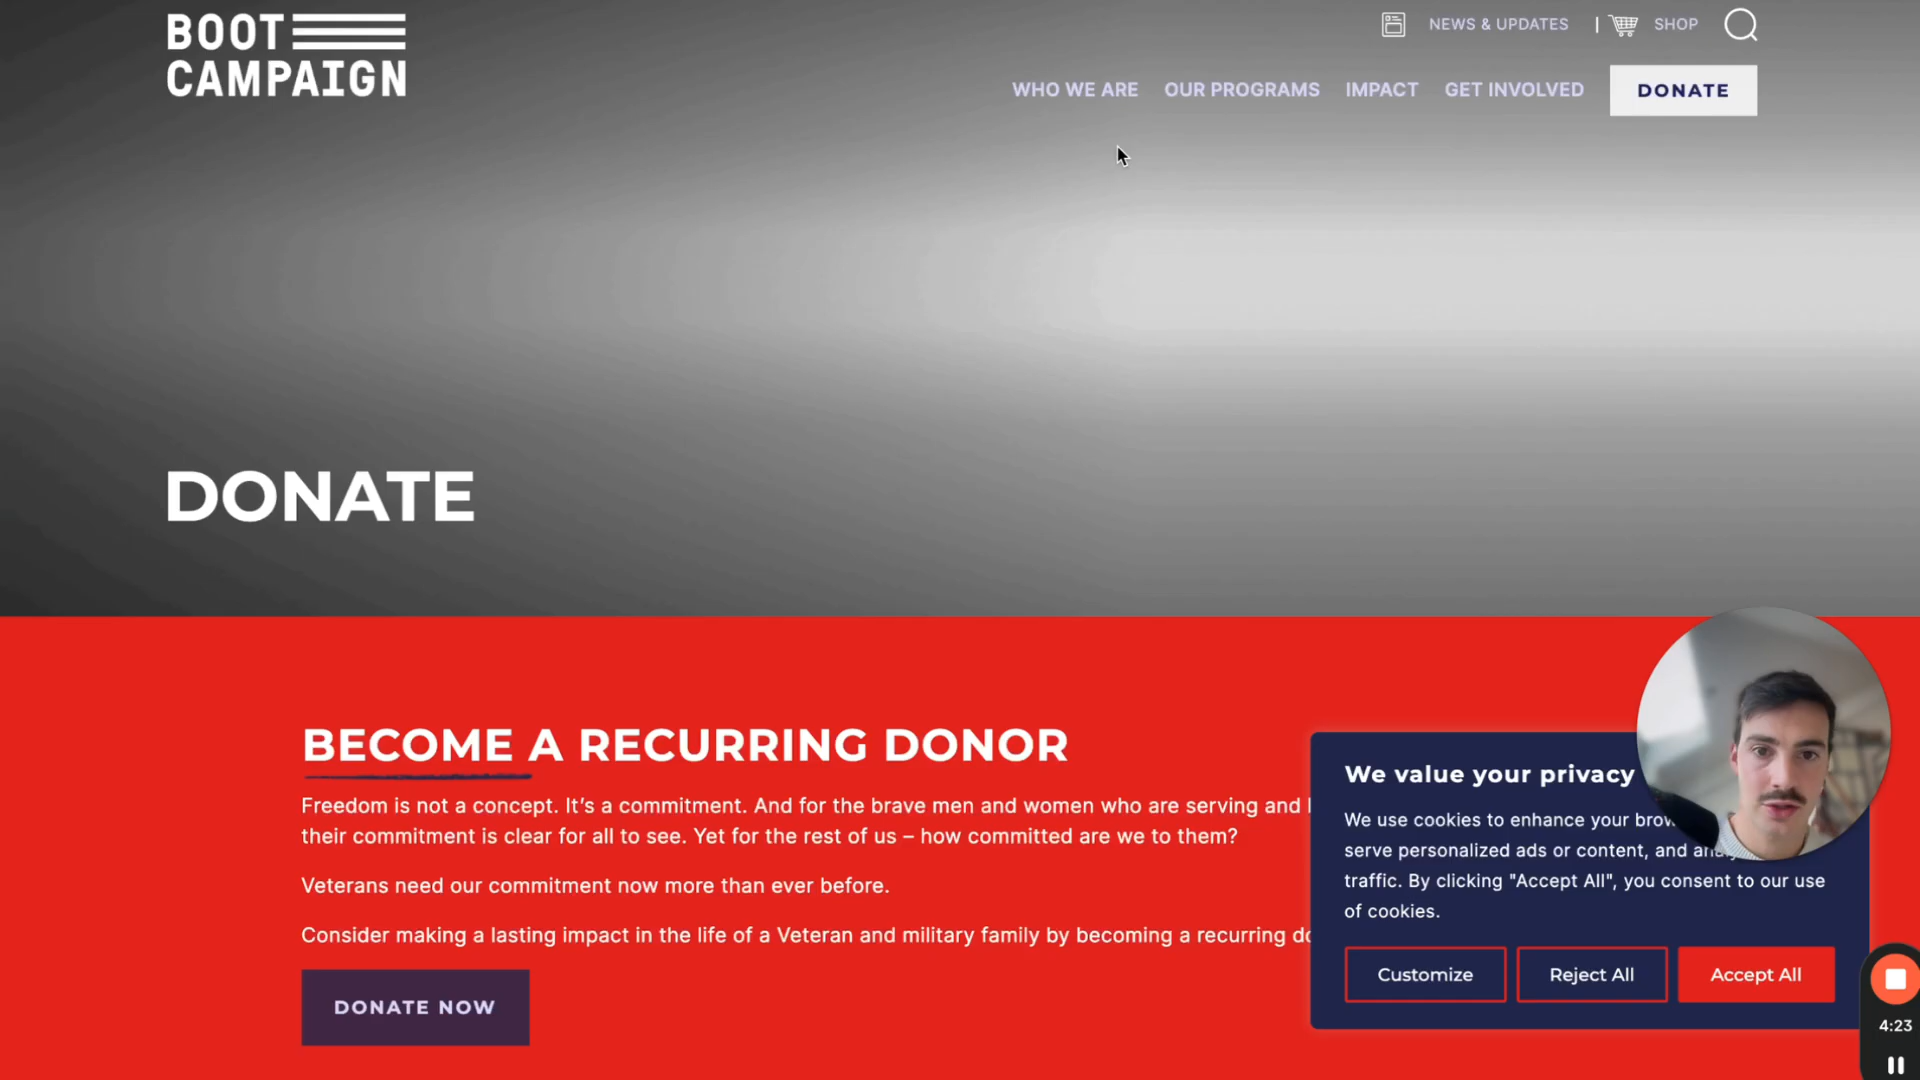 BOOT
CAMPAIGN
NEWS & UPDATES
| SHOP
WHO WE ARE
OUR PROGRAMS
IMPACT
GET INVOLVED
DONATE
DONATE
BECOME A RECURRING DONOR
Freedom is not a concept. It’s a commitment. And for the brave men and women who are serving and
their commitment is clear for all to see. Yet for the rest of us – how committed are we to them?
Veterans need our commitment now more than ever before.
Consider making a lasting impact in the life of a Veteran and military family by becoming a recurring
DONATE NOW
We value your privacy
We use cookies to enhance your
serve personalized ads or content, and
traffic. By clicking "Accept All", you consent to our use
of cookies.
Customize
Reject All
Accept All
4:23